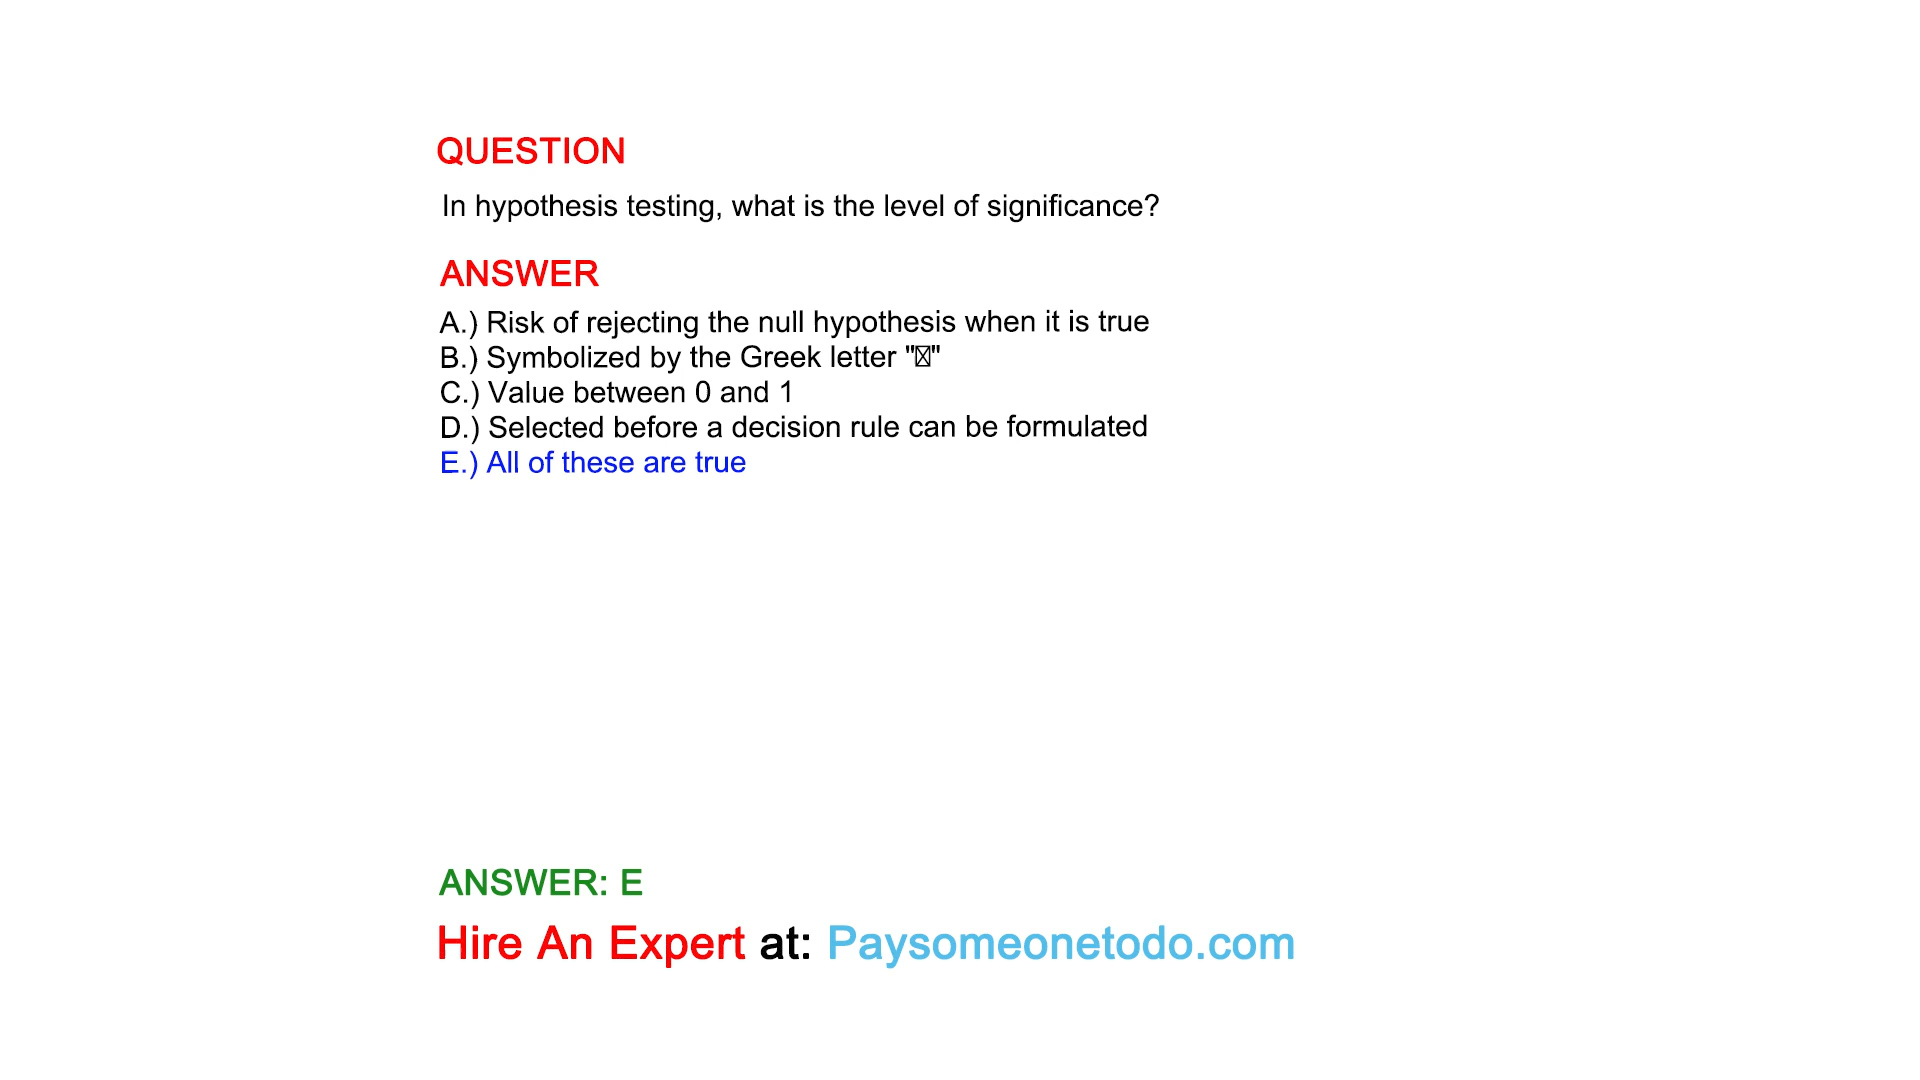 QUESTION
In hypothesis testing, what is the level of significance?
ANSWER
A.) Risk of rejecting the null hypothesis when it is true
B.) Symbolized by the Greek letter "□"
C.) Value between 0 and 1
D.) Selected before a decision rule can be formulated
E.) All of these are true
ANSWER: E
Hire An Expert at: Paysomeonetodo.com